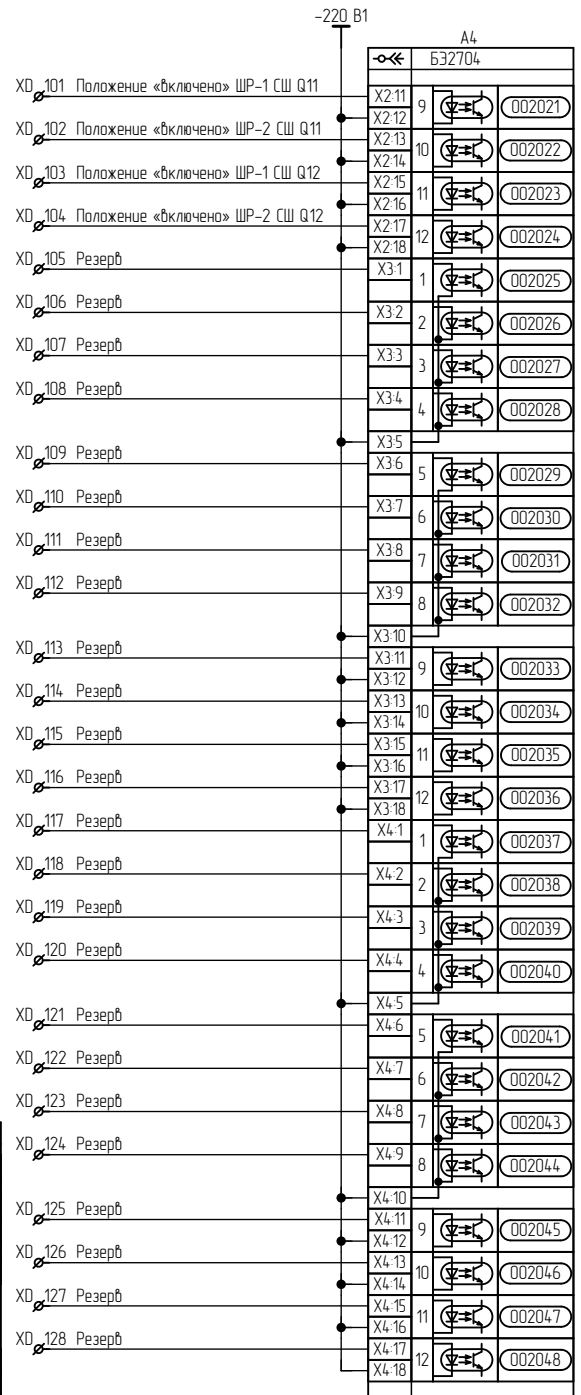 -220 В1
А4
Б32704
XD 101 Положение «включено» ШР-1 СШ Q11 X2:11 9 002021
X2:12
XD 102 Положение «включено» ШР-2 СШ Q11 X2:13 10 002022
X2:14
XD 103 Положение «включено» ШР-1 СШ Q12 X2:15 11 002023
X2:16
XD 104 Положение «включено» ШР-2 СШ Q12 X2:17 12 002024
X2:18
XD 105 Резерв X3:1 1 002025
XD 106 Резерв X3:2 2 002026
XD 107 Резерв X3:3 3 002027
XD 108 Резерв X3:4 4 002028
X3:5
XD 109 Резерв X3:6 5 002029
XD 110 Резерв X3:7 6 002030
XD 111 Резерв X3:8 7 002031
XD 112 Резерв X3:9 8 002032
X3:10
XD 113 Резерв X3:11 9 002033
X3:12
XD 114 Резерв X3:13 10 002034
X3:14
XD 115 Резерв X3:15 11 002035
X3:16
XD 116 Резерв X3:17 12 002036
X3:18
XD 117 Резерв X4:1 1 002037
XD 118 Резерв X4:2 2 002038
XD 119 Резерв X4:3 3 002039
XD 120 Резерв X4:4 4 002040
X4:5
XD 121 Резерв X4:6 5 002041
XD 122 Резерв X4:7 6 002042
XD 123 Резерв X4:8 7 002043
XD 124 Резерв X4:9 8 002044
X4:10
XD 125 Резерв X4:11 9 002045
X4:12
XD 126 Резерв X4:13 10 002046
X4:14
XD 127 Резерв X4:15 11 002047
X4:16
XD 128 Резерв X4:17 12 002048
X4:18